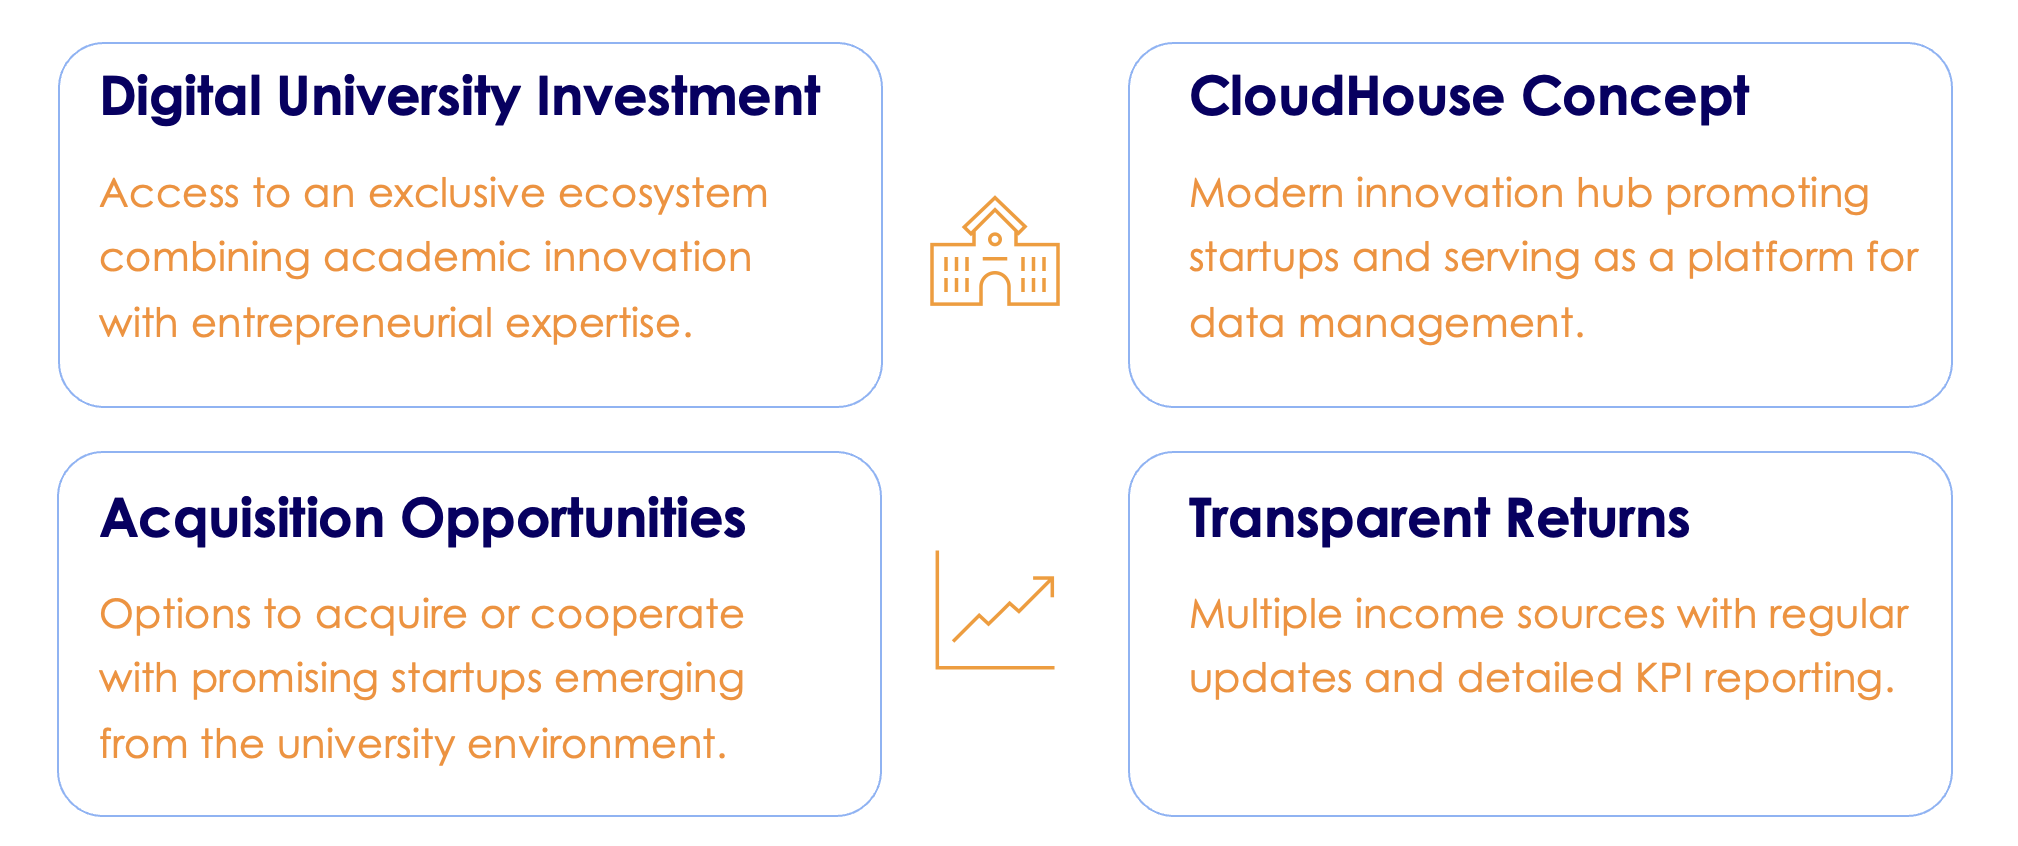 Digital University Investment
Access to an exclusive ecosystem
combining academic innovation
with entrepreneurial expertise.
CloudHouse Concept
Modern innovation hub promoting
startups and serving as a platform for
data management.
Acquisition Opportunities
Options to acquire or cooperate
with promising startups emerging
from the university environment.
Transparent Returns
Multiple income sources with regular
updates and detailed KPI reporting.